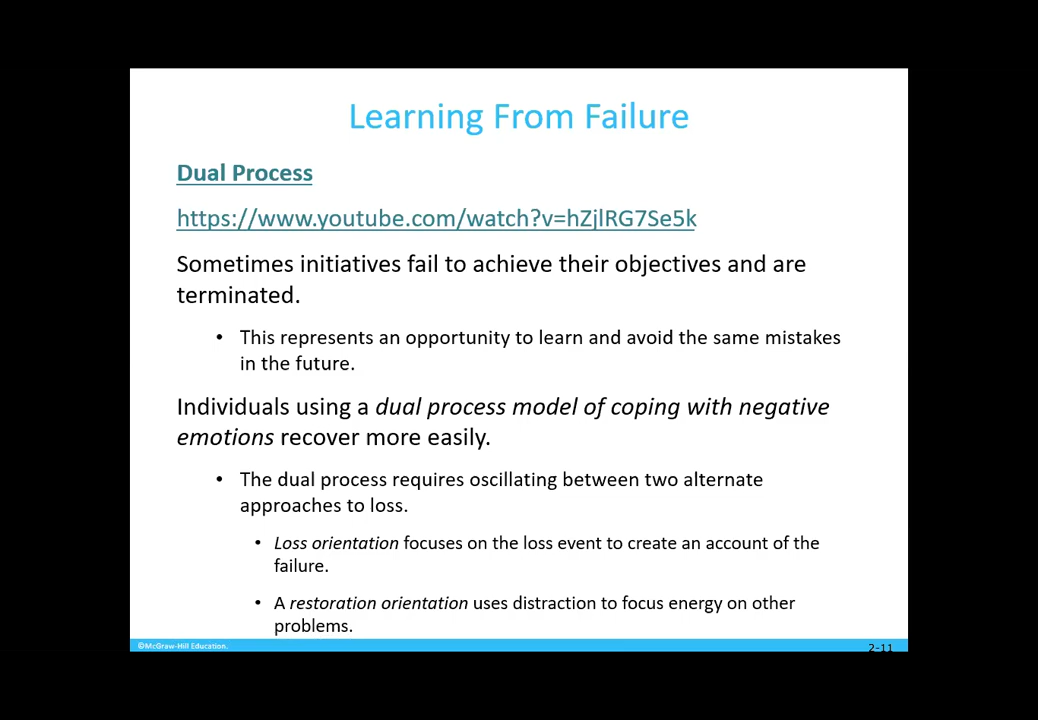 Learning From Failure
Dual Process
https://www.youtube.com/watch?v=hZjlRG7Se5k
Sometimes initiatives fail to achieve their objectives and are
terminated.
• This represents an opportunity to learn and avoid the same mistakes
in the future.
Individuals using a dual process model of coping with negative
emotions recover more easily.
• The dual process requires oscillating between two alternate
approaches to loss.
• Loss orientation focuses on the loss event to create an account of the
failure.
• A restoration orientation uses distraction to focus energy on other
problems.
©McGraw-Hill Education.
2-11